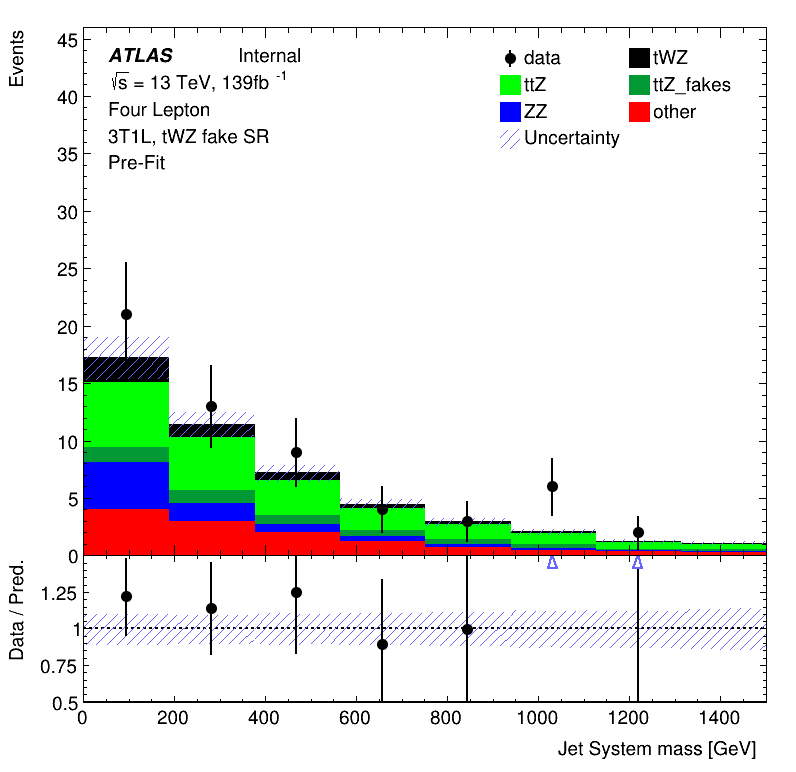 Events
45
40
35
30
25
20
15
10
5
0
ATLAS Internal
√s = 13 TeV, 139fb -1
Four Lepton
3T1L, tWZ fake SR
Pre-Fit
data tWZ
ttZ ttZ_fakes
ZZ other
Uncertainty
Data / Pred.
1.25
1
0.75
0.5
0 200 400 600 800 1000 1200 1400
Jet System mass [GeV]